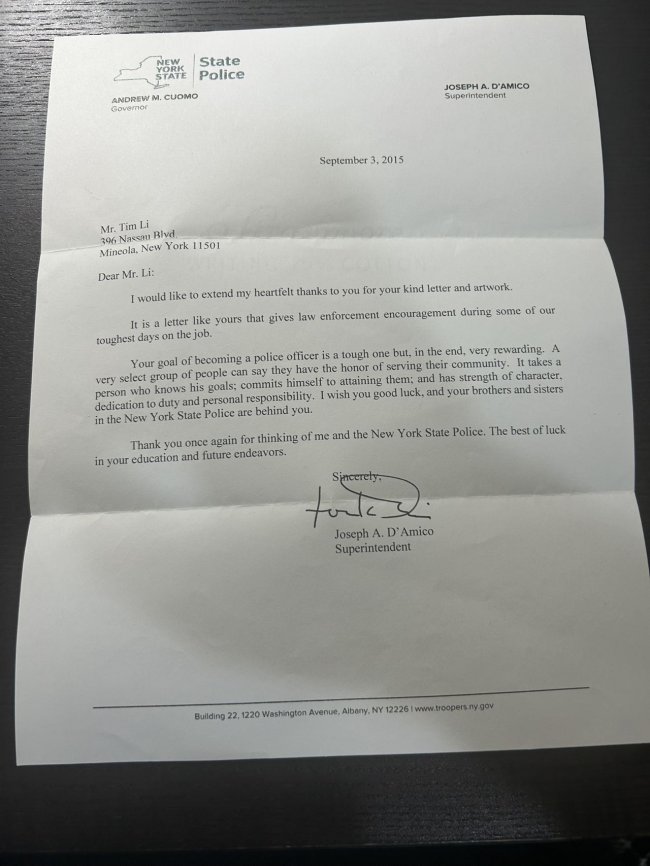 NEW
YORK
STATE
State
Police
ANDREW M. CUOMO
Governor
JOSEPH A. D'AMICO
Superintendent
September 3, 2015
Mr. Tim Li
396 Nassau Blvd.
Mineola, New York 11501
Dear Mr. Li:
I would like to extend my heartfelt thanks to you for your kind letter and artwork.
It is a letter like yours that gives law enforcement encouragement during some of our
toughest days on the job.
Your goal of becoming a police officer is a tough one but, in the end, very rewarding. A
very select group of people can say they have the honor of serving their community. It takes a
person who knows his goals; commits himself to attaining them; and has strength of character,
dedication to duty and personal responsibility. I wish you good luck, and your brothers and sisters
in the New York State Police are behind you.
Thank you once again for thinking of me and the New York State Police. The best of luck
in your education and future endeavors.
Sincerely,
Joseph A. D'Amico
Superintendent
Building 22, 1220 Washington Avenue, Albany, NY 12226 | www.troopers.ny.gov